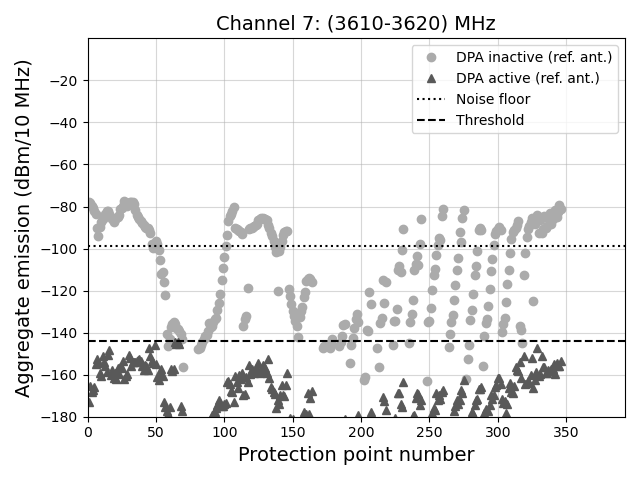 Channel 7: (3610-3620) MHz
DPA inactive (ref. ant.)
DPA active (ref. ant.)
Noise floor
Threshold
Aggregate emission (dBm/10 MHz)
−20
−40
−60
−80
−100
−120
−140
−160
−180
0 50 100 150 200 250 300 350
Protection point number